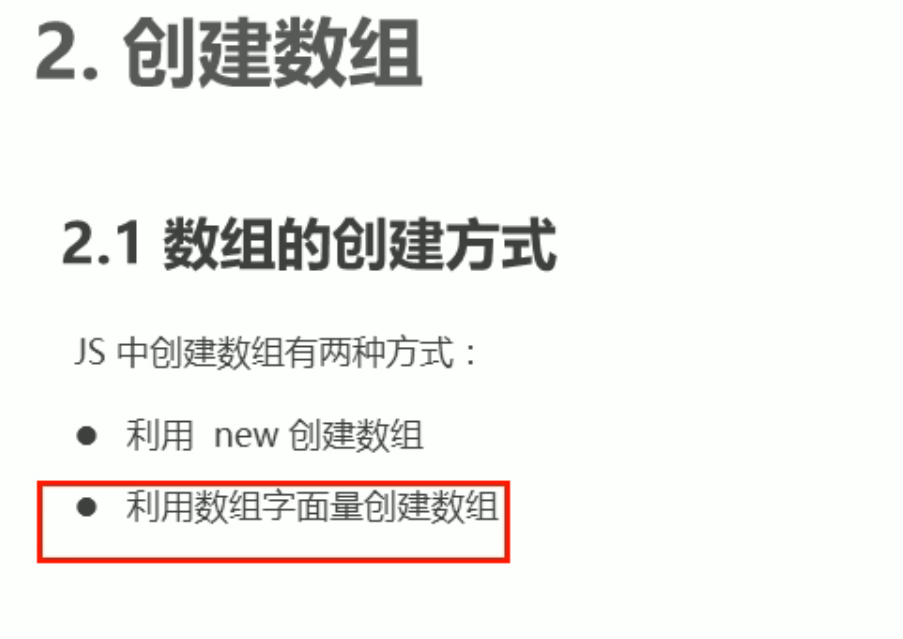 2. 创建数组
2.1 数组的创建方式
JS 中创建数组有两种方式：
● 利用 new 创建数组
● 利用数组字面量创建数组